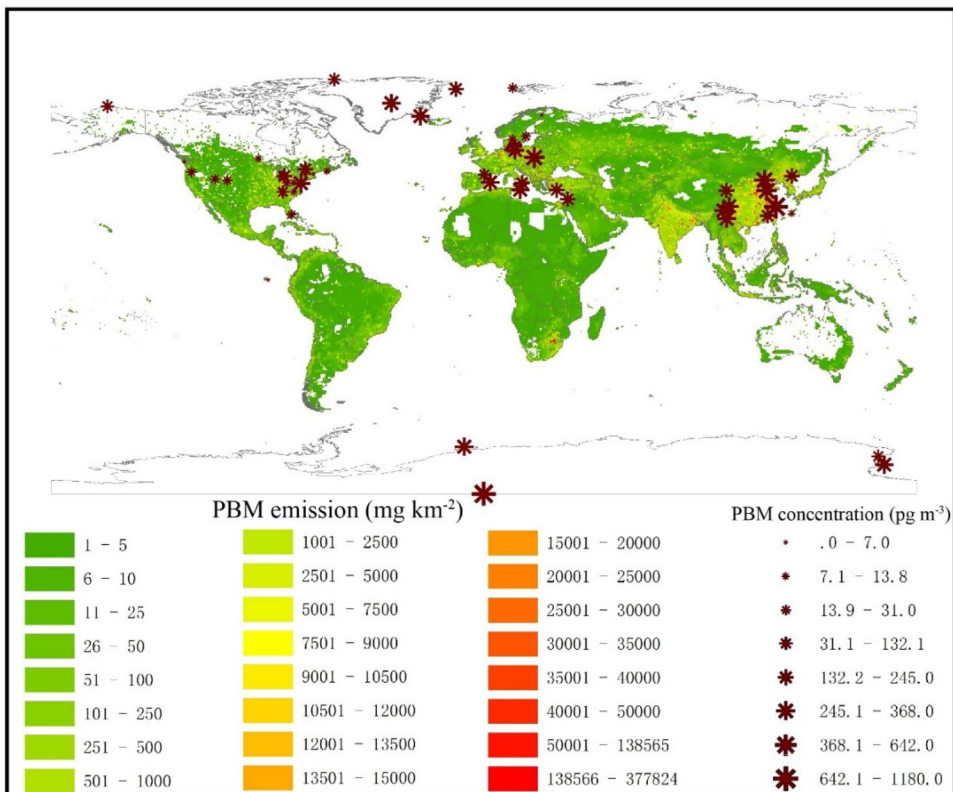 PBM emission (mg km-2)
PBM concentration (pg m-3)
1 – 5
6 – 10
11 – 25
26 – 50
51 – 100
101 – 250
251 – 500
501 – 1000
1001 – 2500
2501 – 5000
5001 – 7500
7501 – 9000
9001 – 10500
10501 – 12000
12001 – 13500
13501 – 15000
15001 – 20000
20001 – 25000
25001 – 30000
30001 – 35000
35001 – 40000
40001 – 50000
50001 – 138565
138566 – 377824
.0 – 7.0
7.1 – 13.8
13.9 – 31.0
31.1 – 132.1
132.2 – 245.0
245.1 – 368.0
368.1 – 642.0
642.1 – 1180.0